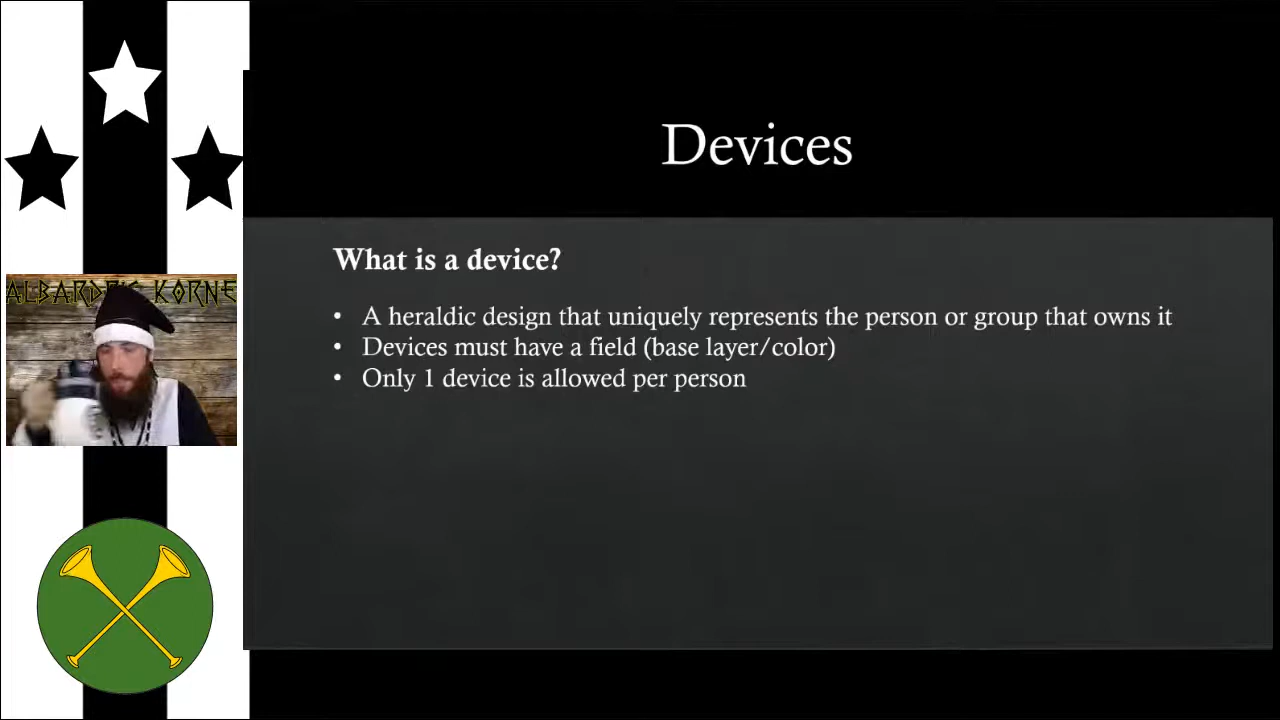 Devices
What is a device?
• A heraldic design that uniquely represents the person or group that owns it
• Devices must have a field (base layer/color)
• Only 1 device is allowed per person
KORNE